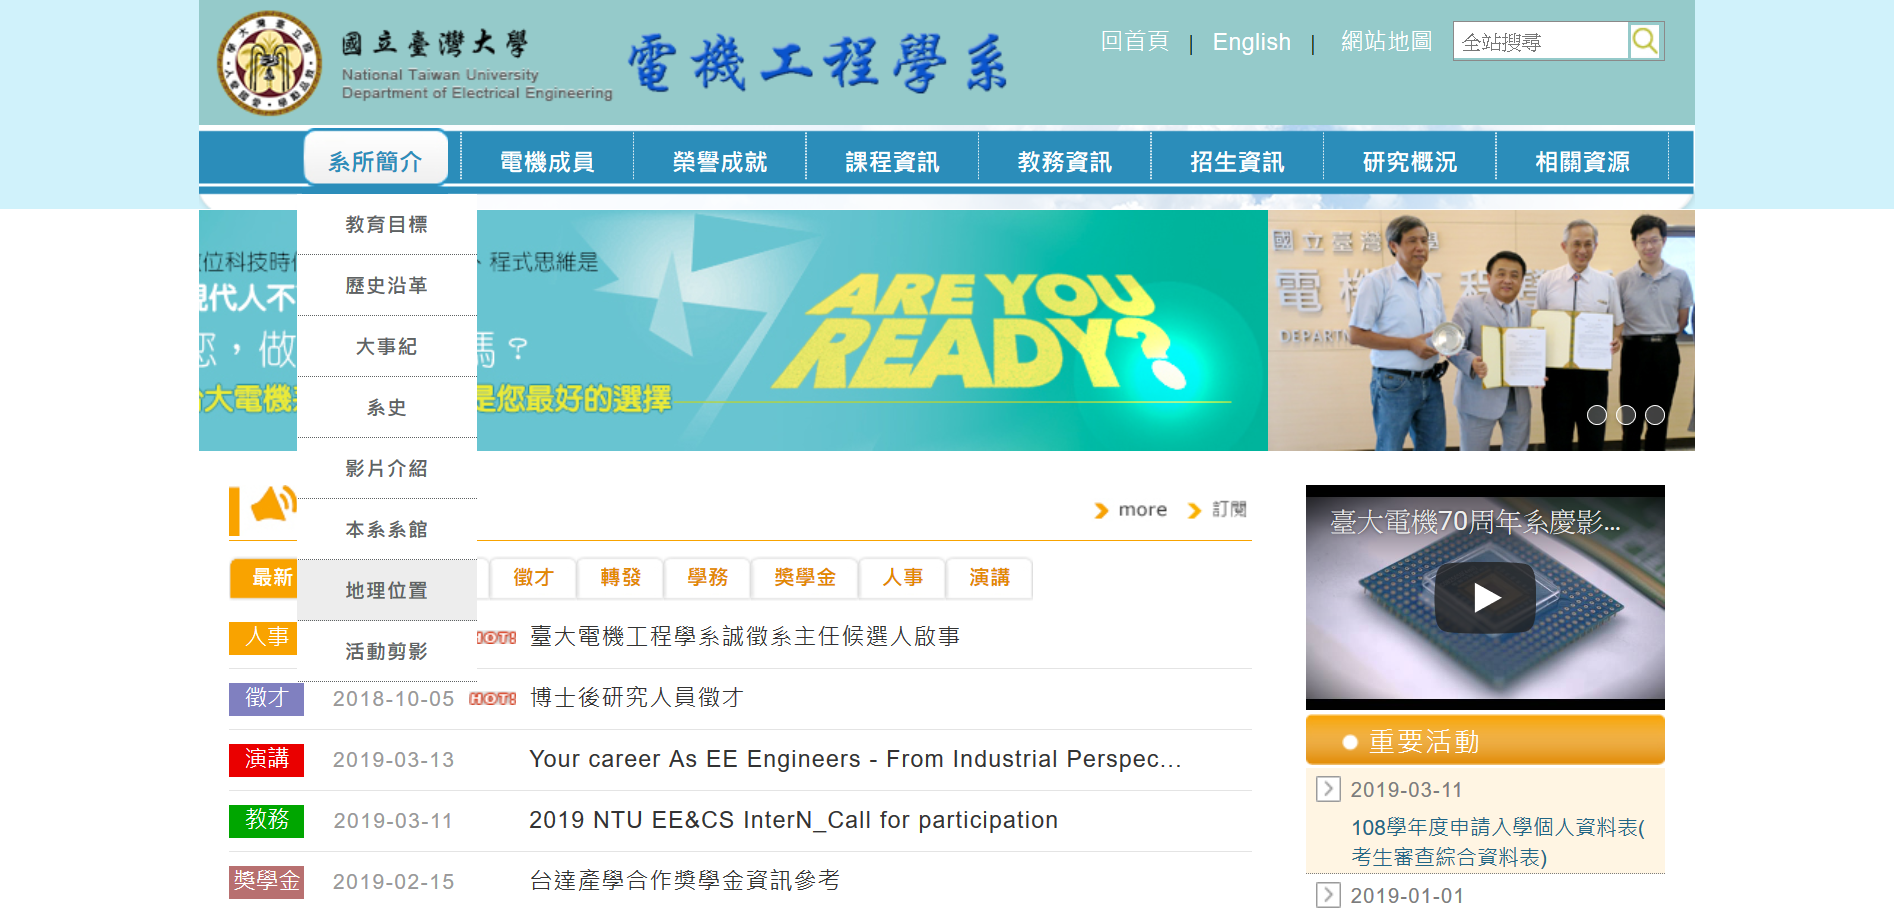 國立臺灣大學
National Taiwan University
Department of Electrical Engineering
電機工程學系
回首頁 | English | 網站地圖
全站搜尋
系所簡介
電機成員
榮譽成就
課程資訊
教務資訊
招生資訊
研究概況
相關資源
教育目標
歷史沿革
大事紀
系史
影片介紹
本系系館
地理位置
活動剪影
位科技時
、程式思維是
現代人不
您，做
嗎？
大電機
是您最好的選擇
ARE YOU
READY?
國立臺灣 學
電機 程學
DEPARTM
more
訂閱
最新
徵才
轉發
學務
獎學金
人事
演講
人事 HOT! 臺大電機工程學系誠徵系主任候選人啟事
徵才 2018-10-05 HOT! 博士後研究人員徵才
演講 2019-03-13 Your career As EE Engineers - From Industrial Perspec...
教務 2019-03-11 2019 NTU EE&CS InterN_Call for participation
獎學金 2019-02-15 台達產學合作獎學金資訊參考
臺大電機70周年系慶影...
重要活動
2019-03-11
108學年度申請入學個人資料表(
考生審查綜合資料表)
2019-01-01